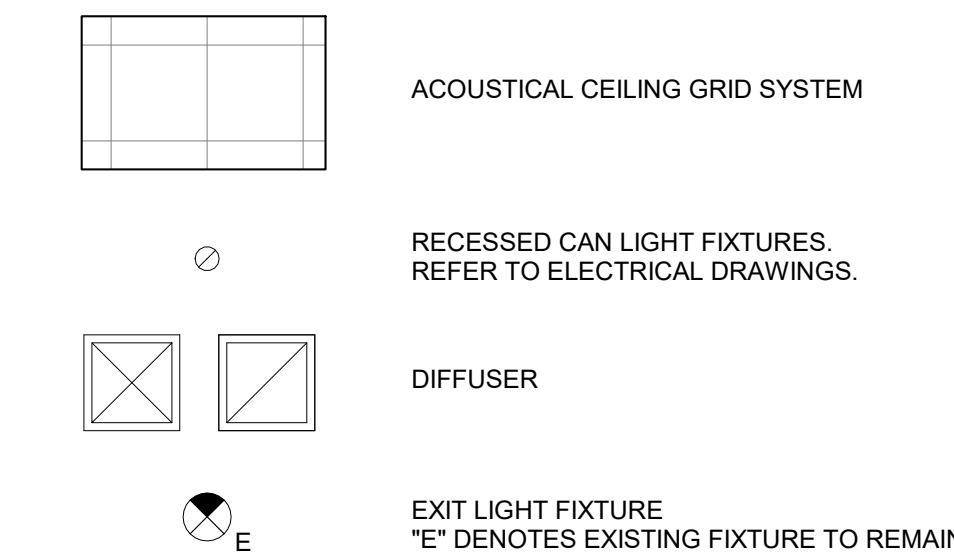 ACOUSTICAL CEILING GRID SYSTEM
RECESSED CAN LIGHT FIXTURES.
REFER TO ELECTRICAL DRAWINGS.
DIFFUSER
E
EXIT LIGHT FIXTURE
"E" DENOTES EXISTING FIXTURE TO REMAIN